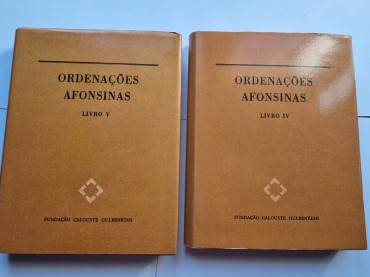 ORDENAÇÕES
AFONSINAS
LIVRO V
FUNDAÇÃO CALOUSTE GULBENKIAN
ORDENAÇÕES
AFONSINAS
LIVRO IV
FUNDAÇÃO CALOUSTE GULBENKIAN